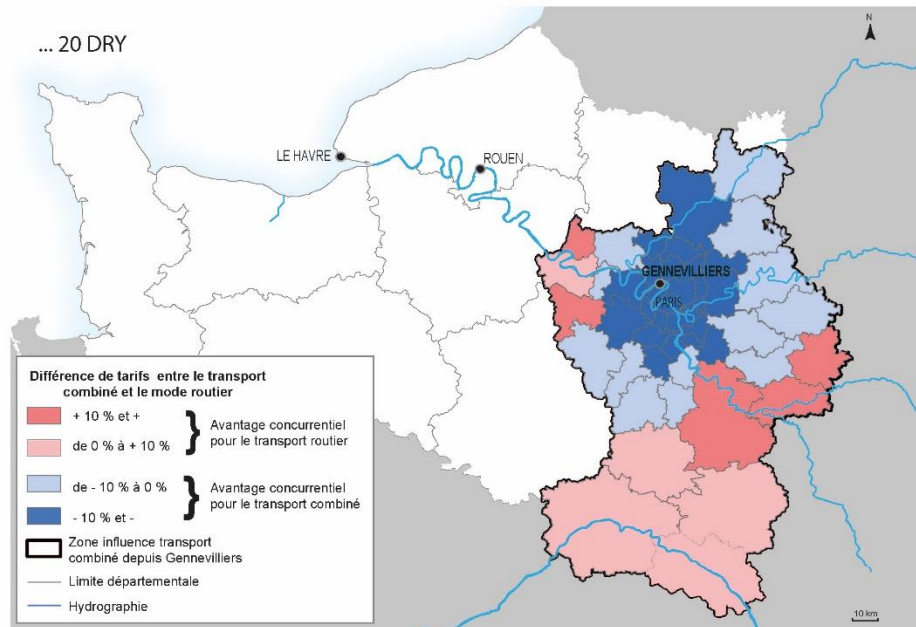 ... 20 DRY
N
LE HAVRE
ROUEN
GENNEVILLIERS
PARIS
Différence de tarifs entre le transport
combiné et le mode routier
+ 10 % et +
de 0 % à + 10 %
} Avantage concurrentiel
pour le transport routier
de - 10 % à 0 %
- 10 % et -
} Avantage concurrentiel
pour le transport combiné
Zone influence transport
combiné depuis Gennevilliers
Limite départementale
Hydrographie
10 km